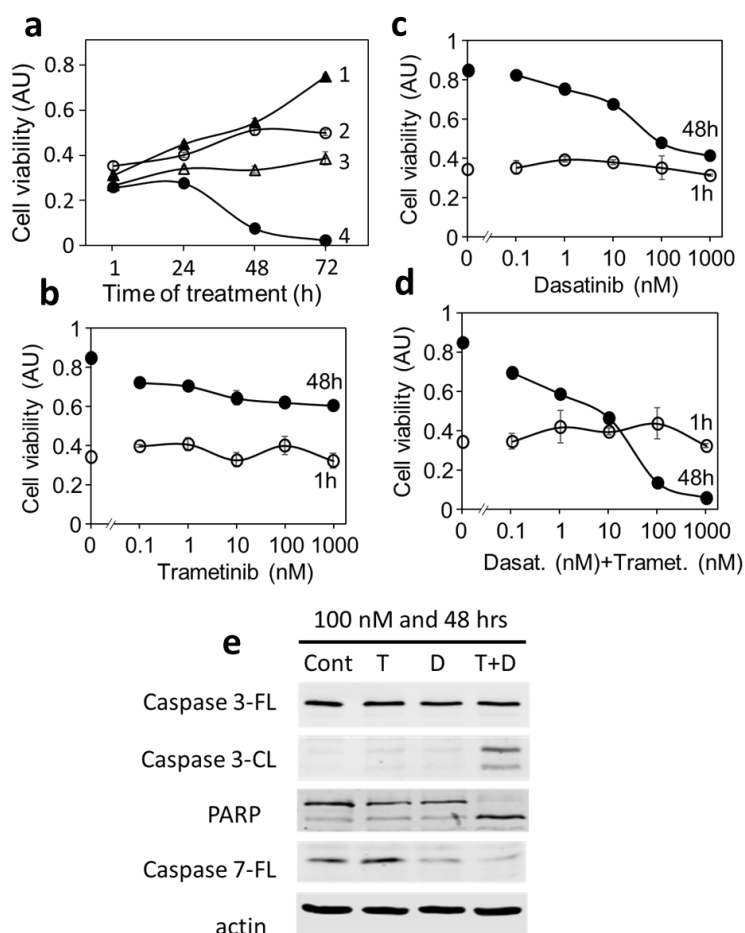 a
Cell viability (AU)
0.8
0.6
0.4
0.2
0
1
2
3
4
1 24 48 72
Time of treatment (h)
b
Cell viability (AU)
1
0.8
0.6
0.4
0.2
0
48h
1h
0 0.1 1 10 100 1000
Trametinib (nM)
c
Cell viability (AU)
1
0.8
0.6
0.4
0.2
0
48h
1h
0 0.1 1 10 100 1000
Dasatinib (nM)
d
Cell viability (AU)
1
0.8
0.6
0.4
0.2
0
1h
48h
0 0.1 1 10 100 1000
Dasat. (nM)+Tramet. (nM)
e
100 nM and 48 hrs
Cont T D T+D
Caspase 3-FL
Caspase 3-CL
PARP
Caspase 7-FL
actin